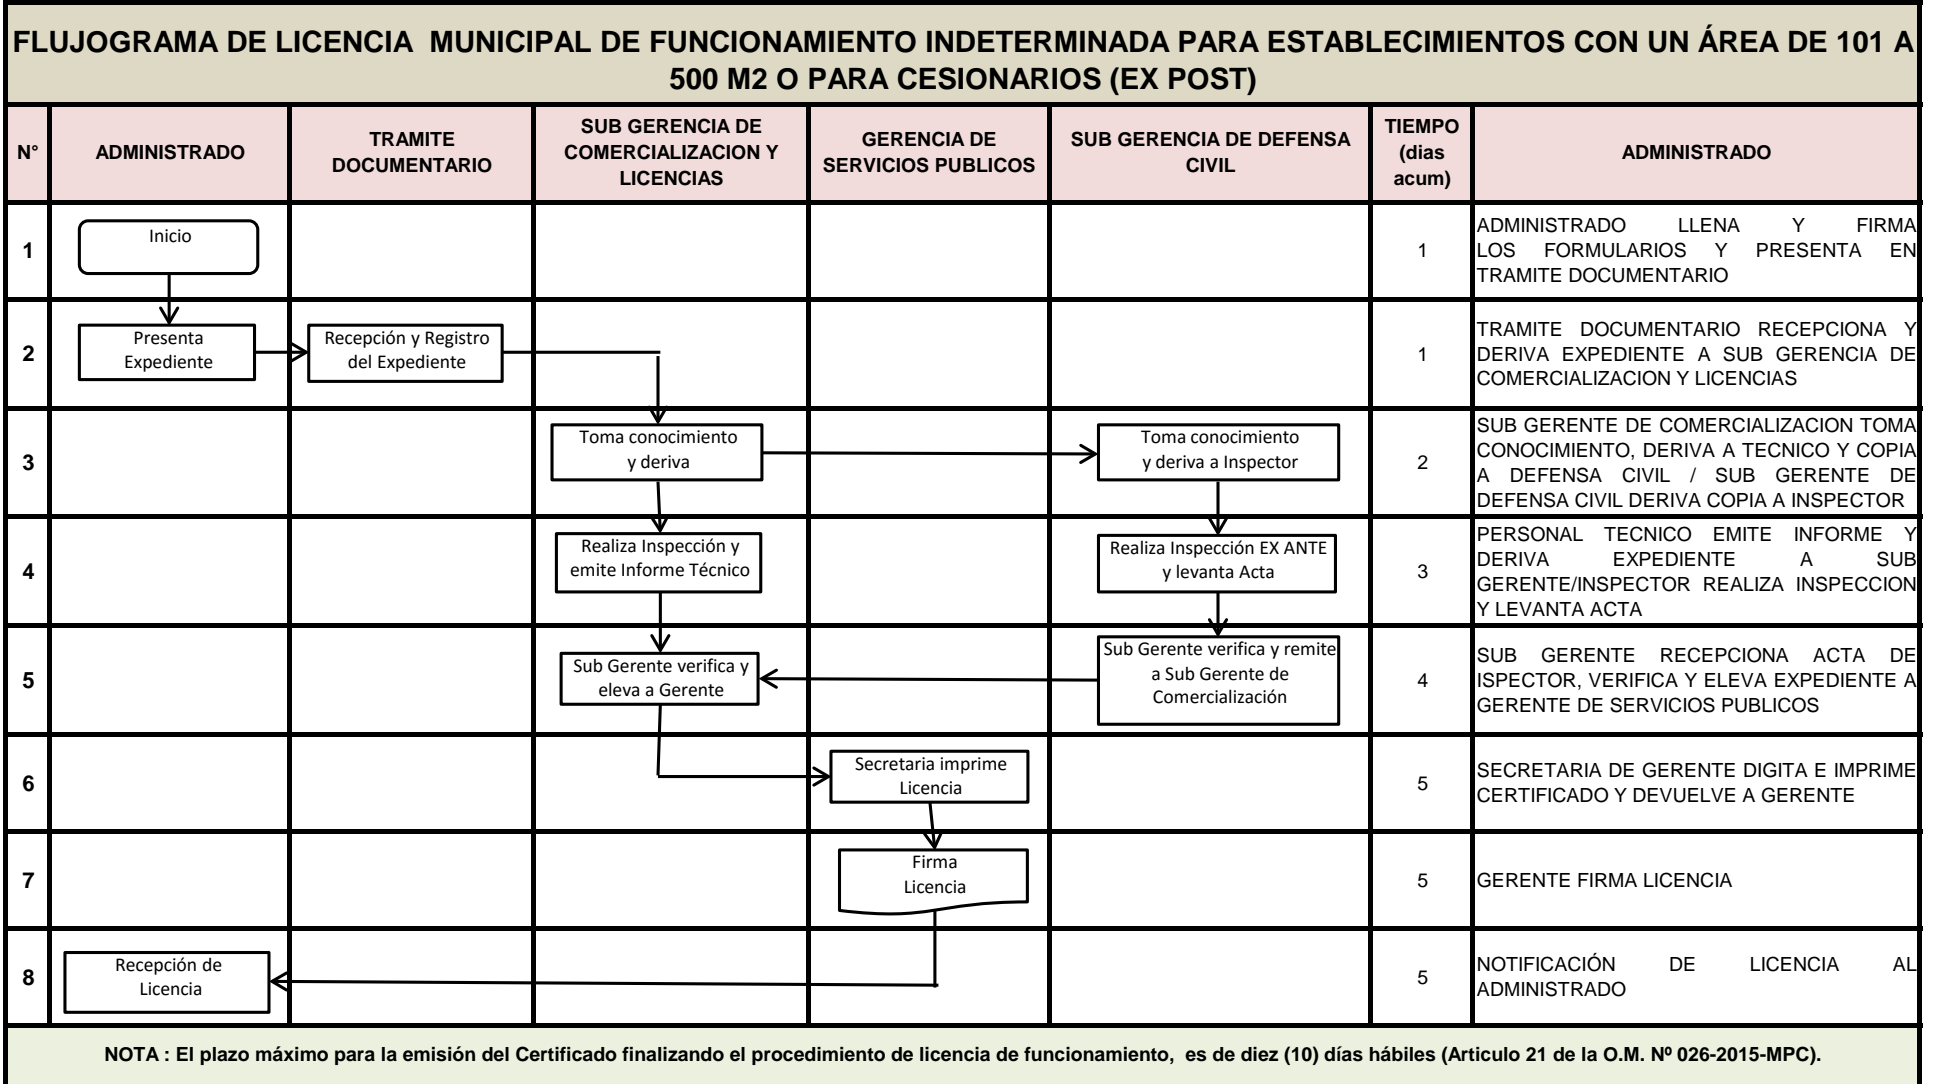 FLUJOGRAMA DE LICENCIA MUNICIPAL DE FUNCIONAMIENTO INDETERMINADA PARA ESTABLECIMIENTOS CON UN ÁREA DE 101 A
500 M2 O PARA CESIONARIOS (EX POST)
N°
ADMINISTRADO
TRAMITE
DOCUMENTARIO
SUB GERENCIA DE
COMERCIALIZACION Y
LICENCIAS
GERENCIA DE
SERVICIOS PUBLICOS
SUB GERENCIA DE DEFENSA
CIVIL
TIEMPO
(dias
acum)
ADMINISTRADO
1
Inicio
1
ADMINISTRADO LLENA Y FIRMA
LOS FORMULARIOS Y PRESENTA EN
TRAMITE DOCUMENTARIO
2
Presenta
Expediente
Recepción y Registro
del Expediente
1
TRAMITE DOCUMENTARIO RECEPCIONA Y
DERIVA EXPEDIENTE A SUB GERENCIA DE
COMERCIALIZACION Y LICENCIAS
3
Toma conocimiento
y deriva
Toma conocimiento
y deriva a Inspector
2
SUB GERENTE DE COMERCIALIZACION TOMA
CONOCIMIENTO, DERIVA A TECNICO Y COPIA
A DEFENSA CIVIL / SUB GERENTE DE
DEFENSA CIVIL DERIVA COPIA A INSPECTOR
4
Realiza Inspección y
emite Informe Técnico
Realiza Inspección EX ANTE
y levanta Acta
3
PERSONAL TECNICO EMITE INFORME Y
DERIVA EXPEDIENTE A SUB
GERENTE/INSPECTOR REALIZA INSPECCION
Y LEVANTA ACTA
5
Sub Gerente verifica y
eleva a Gerente
Sub Gerente verifica y remite
a Sub Gerente de
Comercialización
4
SUB GERENTE RECEPCIONA ACTA DE
ISPECTOR, VERIFICA Y ELEVA EXPEDIENTE A
GERENTE DE SERVICIOS PUBLICOS
6
Secretaria imprime
Licencia
5
SECRETARIA DE GERENTE DIGITA E IMPRIME
CERTIFICADO Y DEVUELVE A GERENTE
7
Firma
Licencia
5
GERENTE FIRMA LICENCIA
8
Recepción de
Licencia
5
NOTIFICACIÓN DE LICENCIA AL
ADMINISTRADO
NOTA : El plazo máximo para la emisión del Certificado finalizando el procedimiento de licencia de funcionamiento, es de diez (10) días hábiles (Articulo 21 de la O.M. Nº 026-2015-MPC).